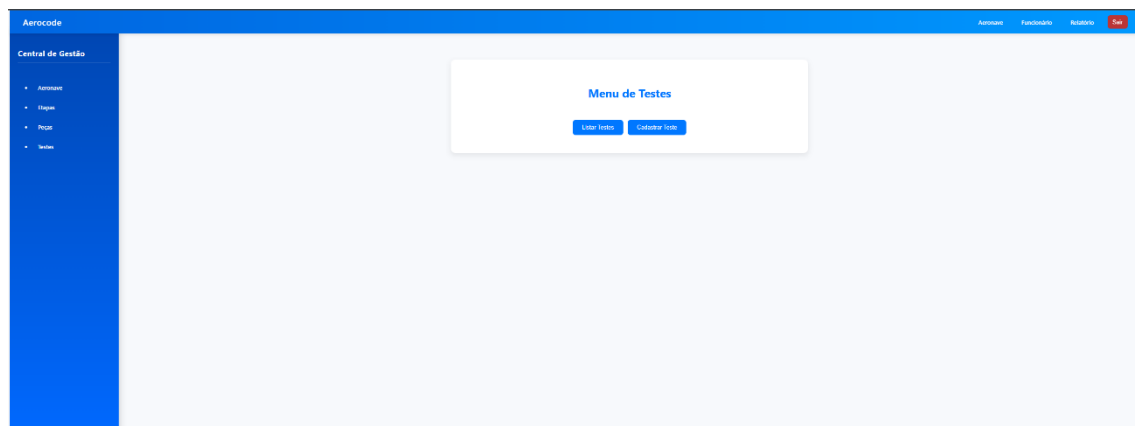 Aerocode
Aeronave Funcionário Relatório Sair
Central de Gestão
Aeronave
Etapas
Peças
Testes
Menu de Testes
Listar Testes Cadastrar Teste